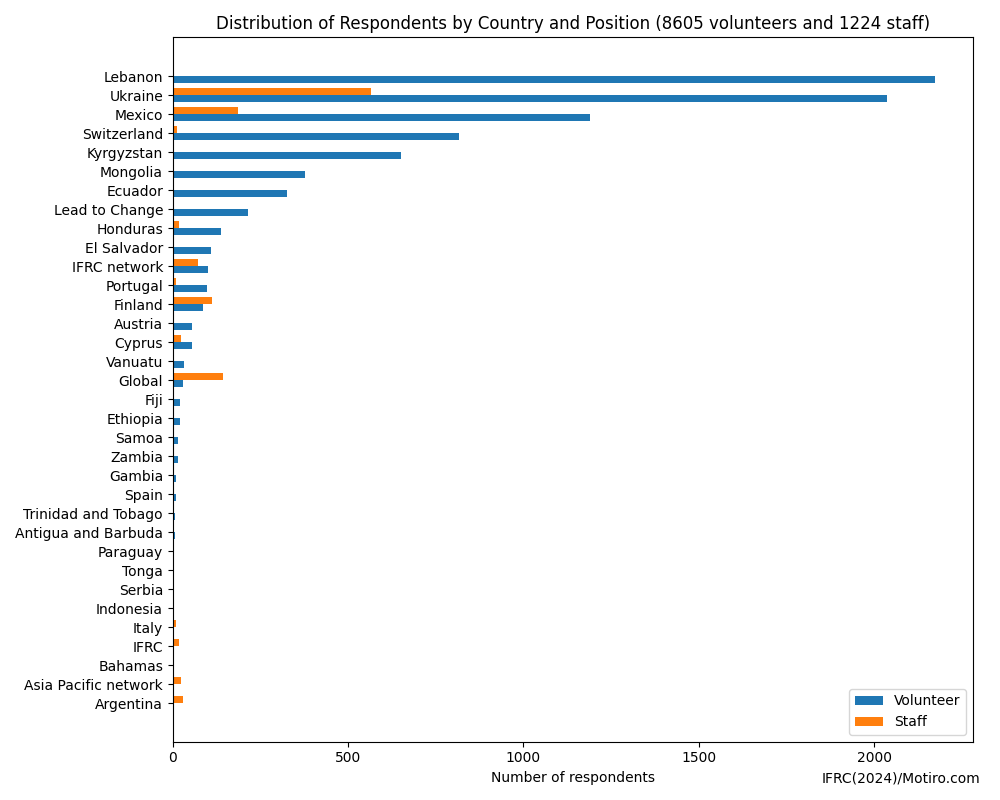 Distribution of Respondents by Country and Position (8605 volunteers and 1224 staff)
Lebanon
Ukraine
Mexico
Switzerland
Kyrgyzstan
Mongolia
Ecuador
Lead to Change
Honduras
El Salvador
IFRC network
Portugal
Finland
Austria
Cyprus
Vanuatu
Global
Fiji
Ethiopia
Samoa
Zambia
Gambia
Spain
Trinidad and Tobago
Antigua and Barbuda
Paraguay
Tonga
Serbia
Indonesia
Italy
IFRC
Bahamas
Asia Pacific network
Argentina
Volunteer
Staff
0 500 1000 1500 2000
Number of respondents
IFRC(2024)/Motiro.com